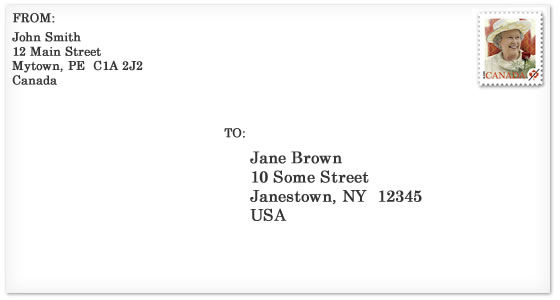 FROM:
John Smith
12 Main Street
Mytown, PE  C1A 2J2
Canada
CANADA
TO:
Jane Brown
10 Some Street
Janestown, NY  12345
USA